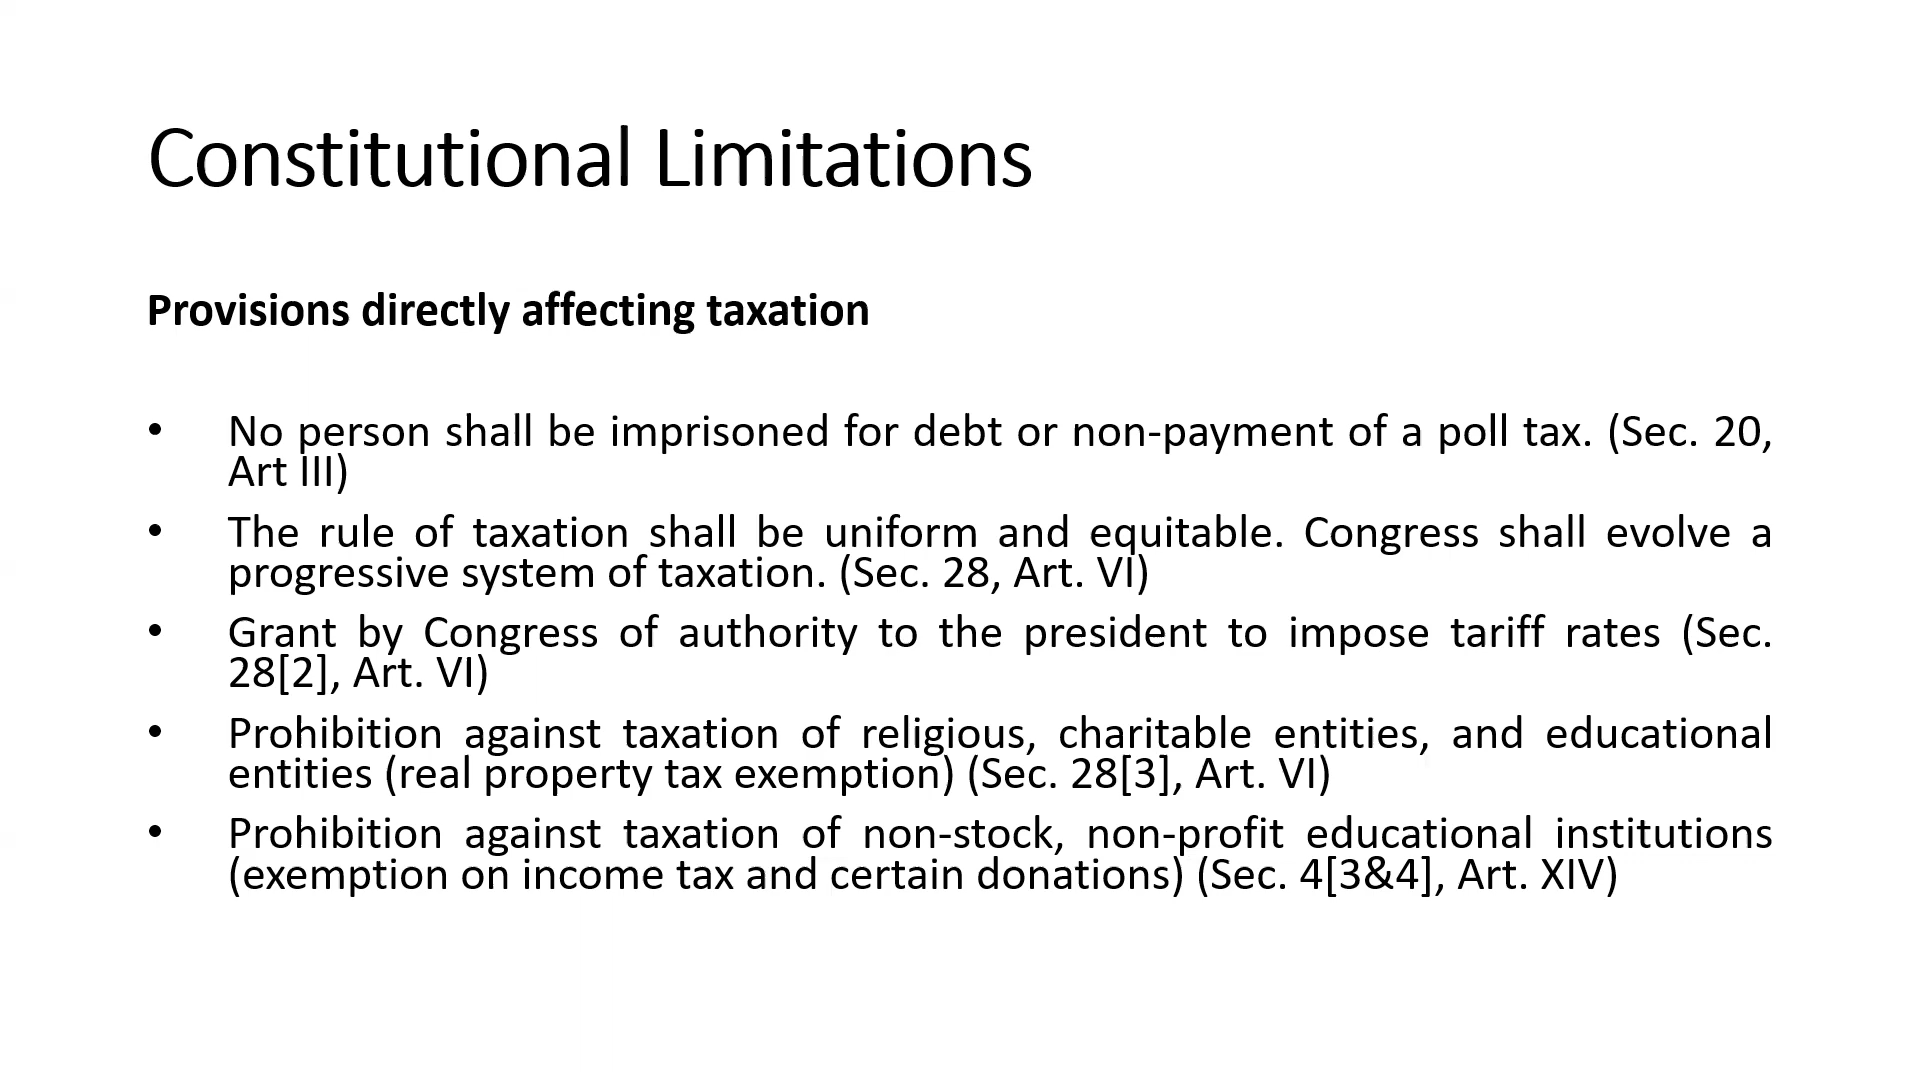 Constitutional Limitations
Provisions directly affecting taxation
• No person shall be imprisoned for debt or non-payment of a poll tax. (Sec. 20,
Art III)
• The rule of taxation shall be uniform and equitable. Congress shall evolve a
progressive system of taxation. (Sec. 28, Art. VI)
• Grant by Congress of authority to the president to impose tariff rates (Sec.
28[2], Art. VI)
• Prohibition against taxation of religious, charitable entities, and educational
entities (real property tax exemption) (Sec. 28[3], Art. VI)
• Prohibition against taxation of non-stock, non-profit educational institutions
(exemption on income tax and certain donations) (Sec. 4[3&4], Art. XIV)